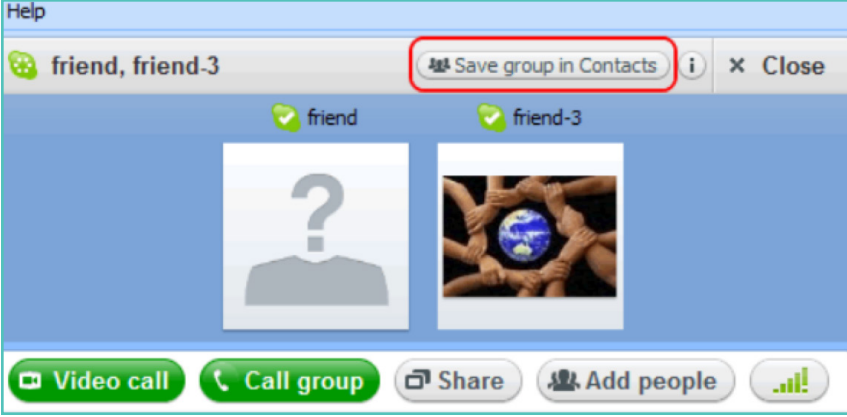 Help
friend, friend-3 Save group in Contacts i × Close
friend friend-3
?
Video call Call group Share Add people